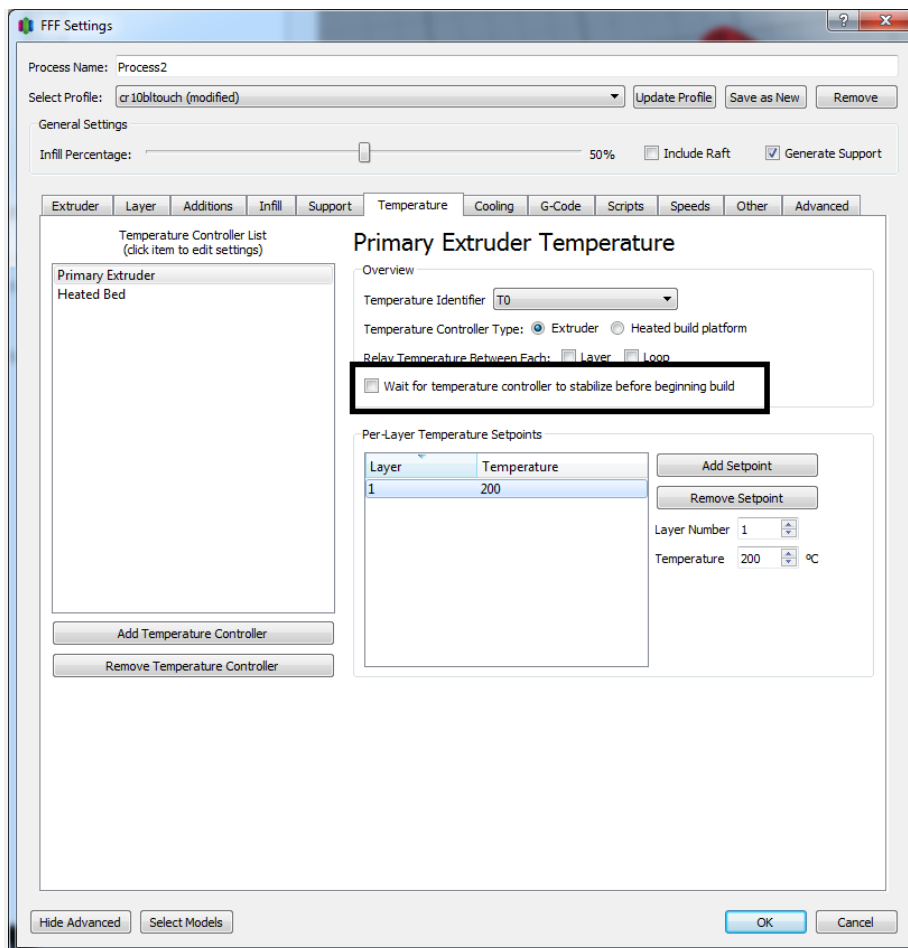 FFF Settings
Process Name: Process2
Select Profile: cr10bltouch (modified) Update Profile Save as New Remove
General Settings
Infill Percentage: 50% Include Raft Generate Support
Extruder Layer Additions Infill Support Temperature Cooling G-Code Scripts Speeds Other Advanced
Temperature Controller List
(click item to edit settings)
Primary Extruder
Heated Bed
Add Temperature Controller
Remove Temperature Controller
Primary Extruder Temperature
Overview
Temperature Identifier T0
Temperature Controller Type: Extruder Heated build platform
Relay Temperature Between Each: Layer Loop
Wait for temperature controller to stabilize before beginning build
Per-Layer Temperature Setpoints
Layer Temperature
1 200
Add Setpoint
Remove Setpoint
Layer Number 1
Temperature 200 ºC
Hide Advanced Select Models OK Cancel